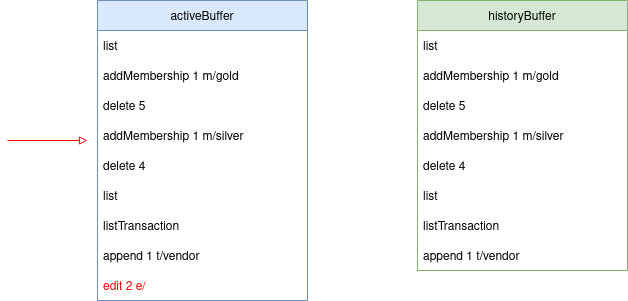 activeBuffer
list
addMembership 1 m/gold
delete 5
addMembership 1 m/silver
delete 4
list
listTransaction
append 1 t/vendor
edit 2 e/
historyBuffer
list
addMembership 1 m/gold
delete 5
addMembership 1 m/silver
delete 4
list
listTransaction
append 1 t/vendor